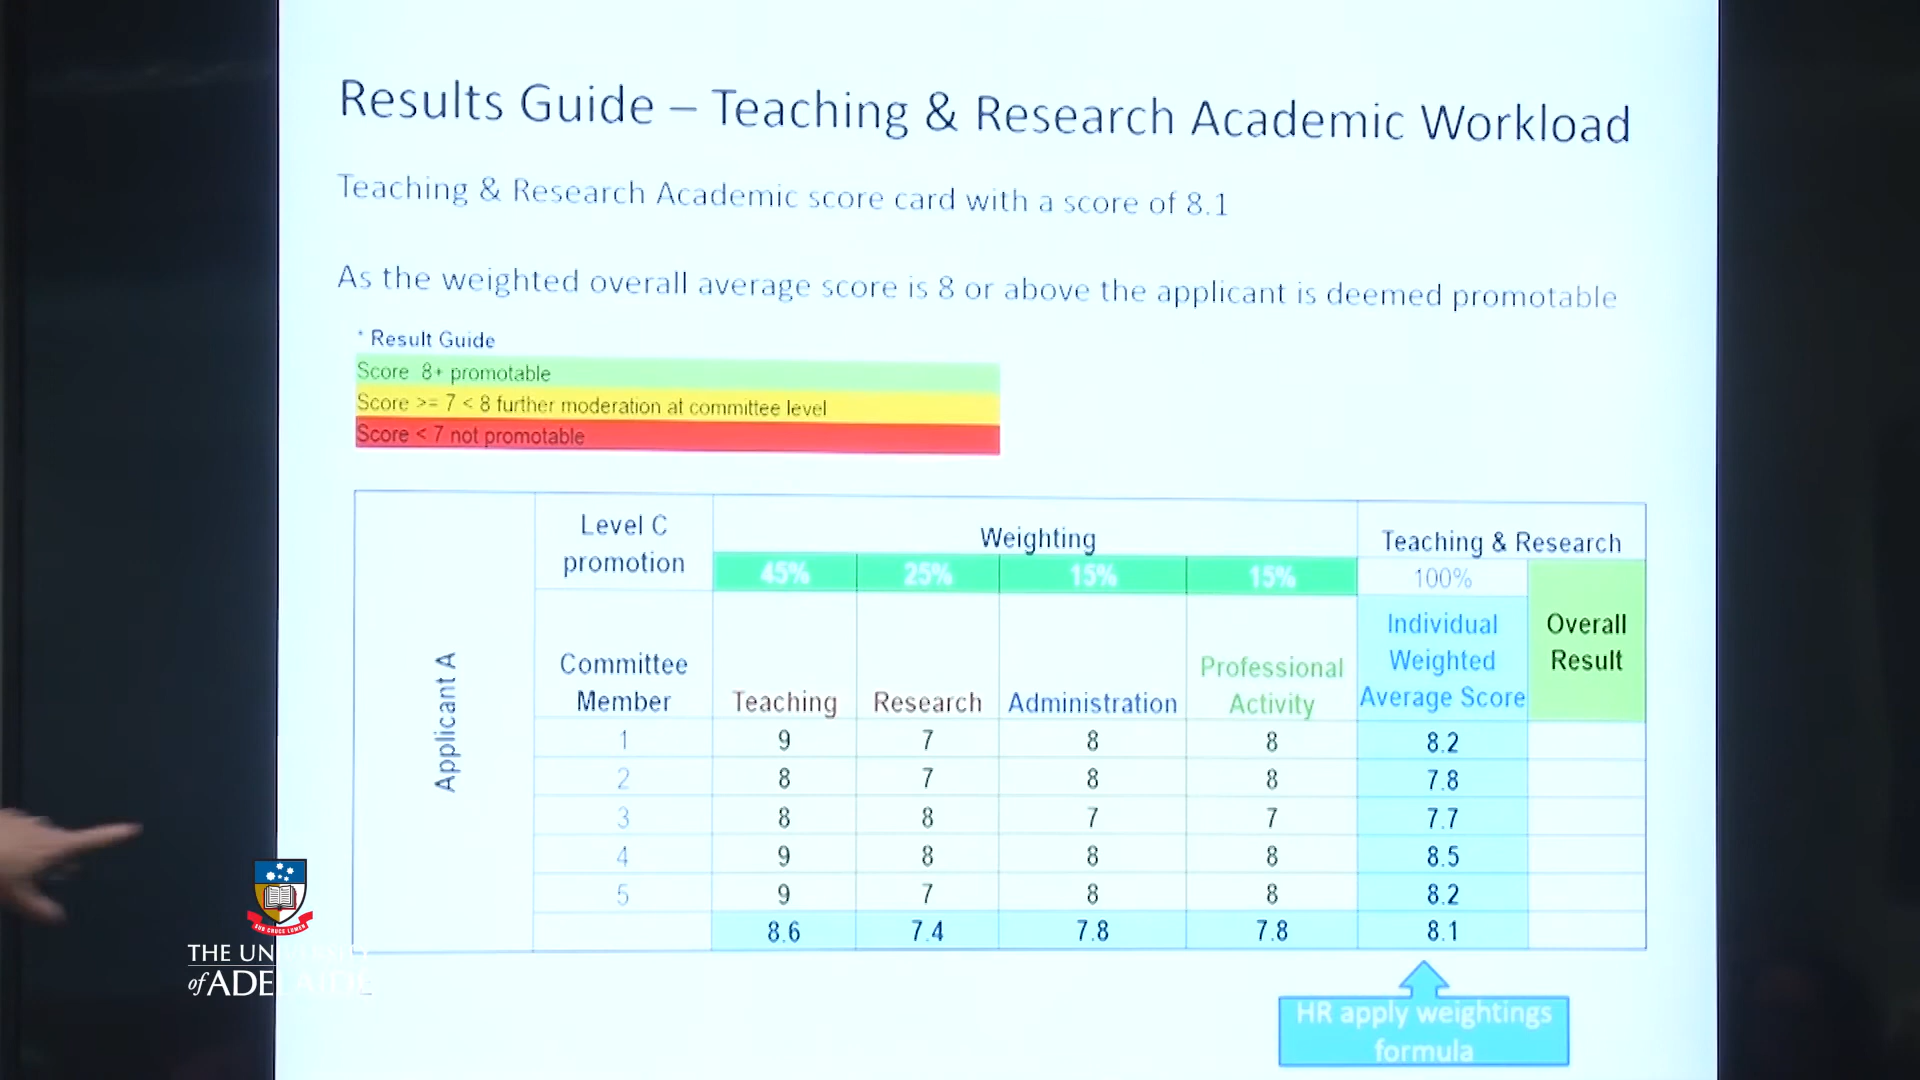 Results Guide – Teaching & Research Academic Workload
Teaching & Research Academic score card with a score of 8.1
As the weighted overall average score is 8 or above the applicant is deemed promotable
* Result Guide
Score 8+ promotable
Score >= 7 < 8 further moderation at committee level
Score < 7 not promotable
Level C promotion Weighting Teaching & Research
45% 25% 15% 15% 100%
Applicant A
Committee Member Teaching Research Administration Professional Activity Individual Weighted Average Score Overall Result
1 9 7 8 8 8.2
2 8 7 8 8 7.8
3 8 8 7 7 7.7
4 9 8 8 8 8.5
5 9 7 8 8 8.2
8.6 7.4 7.8 7.8 8.1
HR apply weightings
formula
THE UNIVERSITY
of ADELAIDE